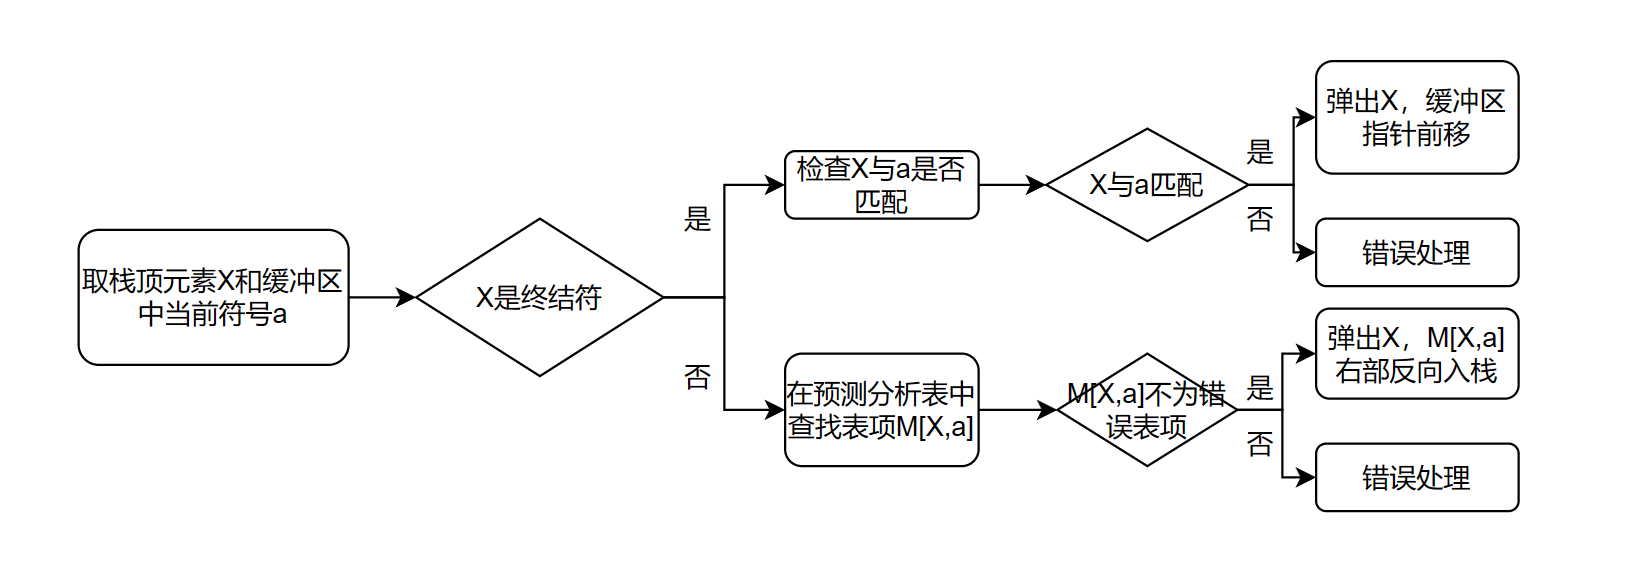 取栈顶元素X和缓冲区
中当前符号a
X是终结符
是
否
检查X与a是否
匹配
X与a匹配
是
否
弹出X，缓冲区
指针前移
错误处理
在预测分析表中
查找表项M[X,a]
M[X,a]不为错
误表项
是
否
弹出X，M[X,a]
右部反向入栈
错误处理